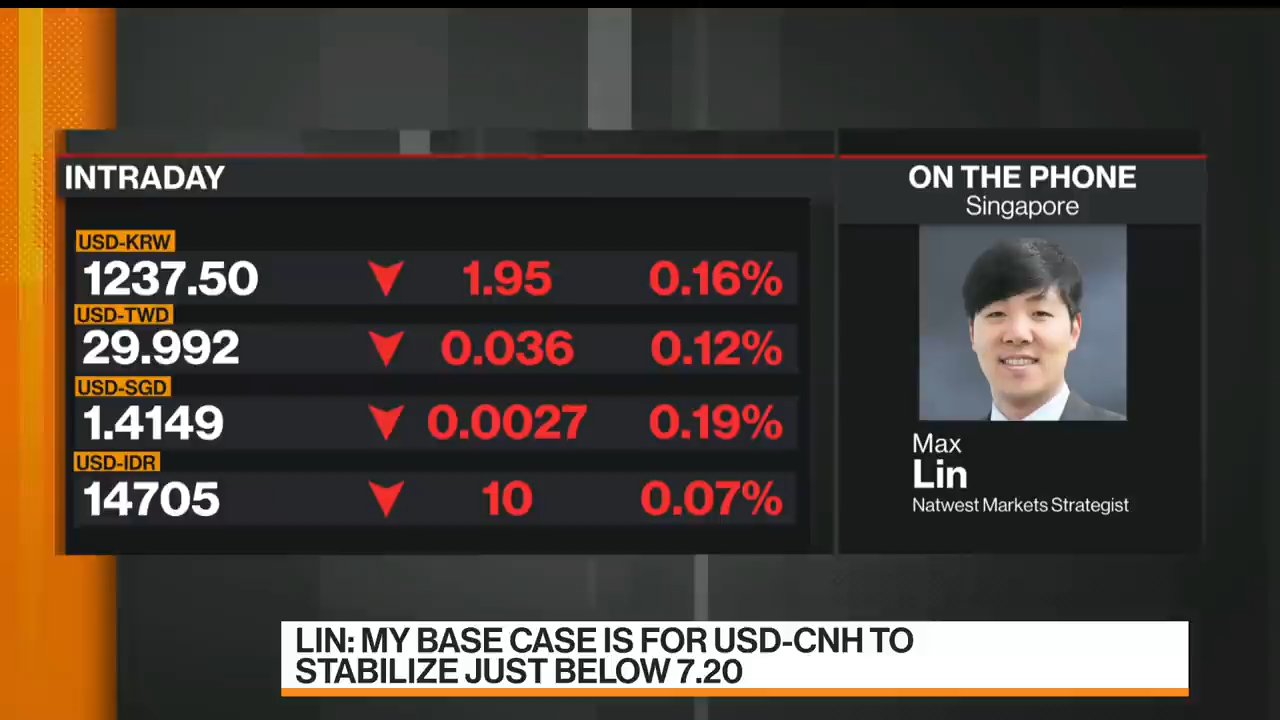 INTRADAY
USD-KRW
1237.50 1.95 0.16%
USD-TWD
29.992 0.036 0.12%
USD-SGD
1.4149 0.0027 0.19%
USD-IDR
14705 10 0.07%
ON THE PHONE
Singapore
Max
Lin
Natwest Markets Strategist
LIN: MY BASE CASE IS FOR USD-CNH TO
STABILIZE JUST BELOW 7.20